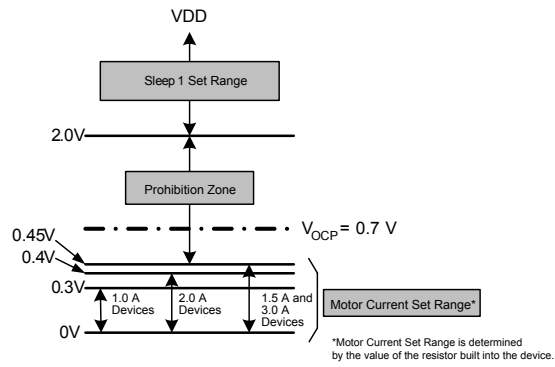 VDD
Sleep 1 Set Range
2.0V
Prohibition Zone
VOCP = 0.7 V
0.45V
0.4V
0.3V
1.0 A
Devices
2.0 A
Devices
1.5 A and
3.0 A
Devices
Motor Current Set Range*
0V
*Motor Current Set Range is determined
by the value of the resistor built into the device.